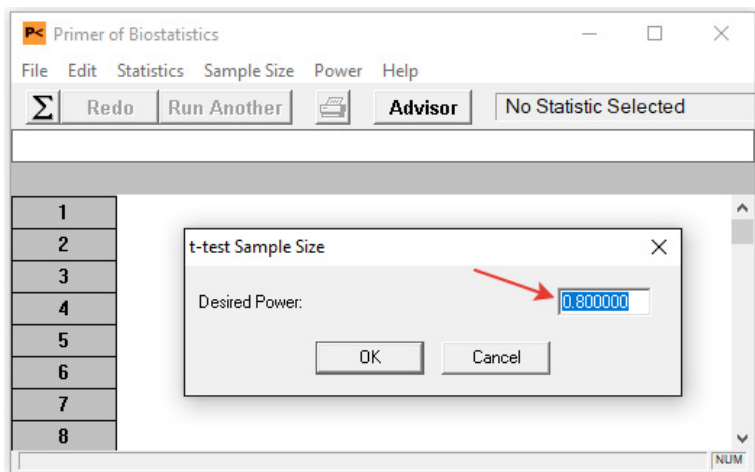 P< Primer of Biostatistics
File Edit Statistics Sample Size Power Help
Σ Redo Run Another Advisor No Statistic Selected
1
2
t-test Sample Size
3
Desired Power: 0.800000
4
5
OK Cancel
6
7
8
NUM